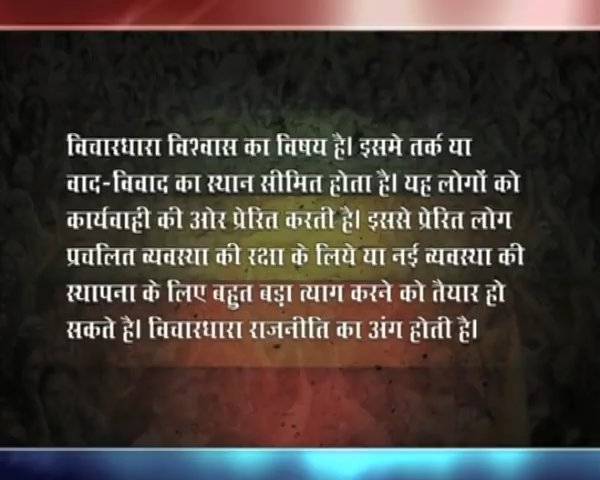 विचारधारा विश्वास का विषय है। इसमे तर्क या
वाद-विवाद का स्थान सीमित होता है। यह लोगों को
कार्यवाही की ओर प्रेरित करती है। इससे प्रेरित लोग
प्रचलित व्यवस्था की रक्षा के लिये या नई व्यवस्था की
स्थापना के लिए बहुत बड़ा त्याग करने को तैयार हो
सकते है। विचारधारा राजनीति का अंग होती है।